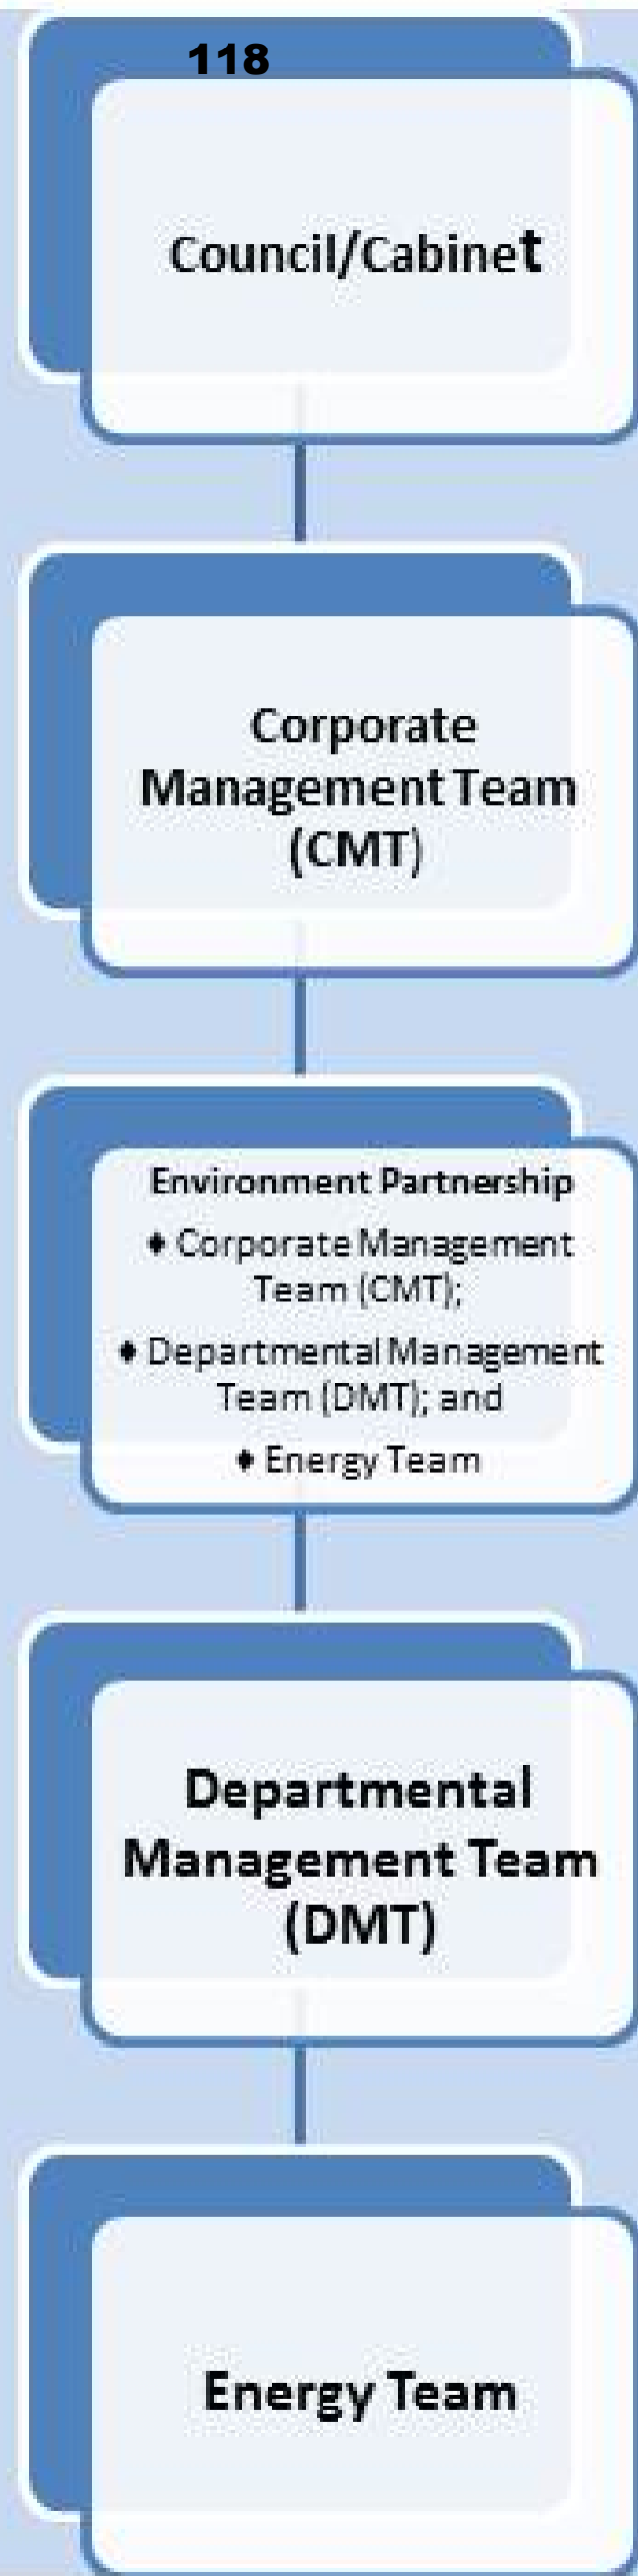 118
Council/Cabinet
Corporate
Management Team
(CMT)
Environment Partnership
♦ Corporate Management
Team (CMT);
♦ Departmental Management
Team (DMT); and
♦ Energy Team
Departmental
Management Team
(DMT)
Energy Team